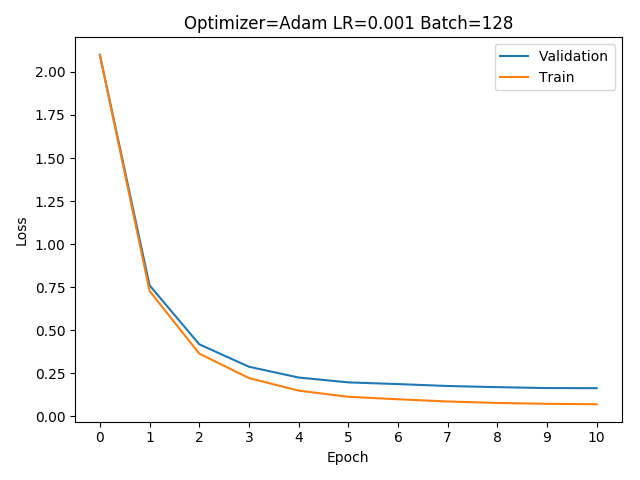 Optimizer=Adam LR=0.001 Batch=128
Validation
Train
2.00
1.75
1.50
1.25
1.00
0.75
0.50
0.25
0.00
Loss
0 1 2 3 4 5 6 7 8 9 10
Epoch